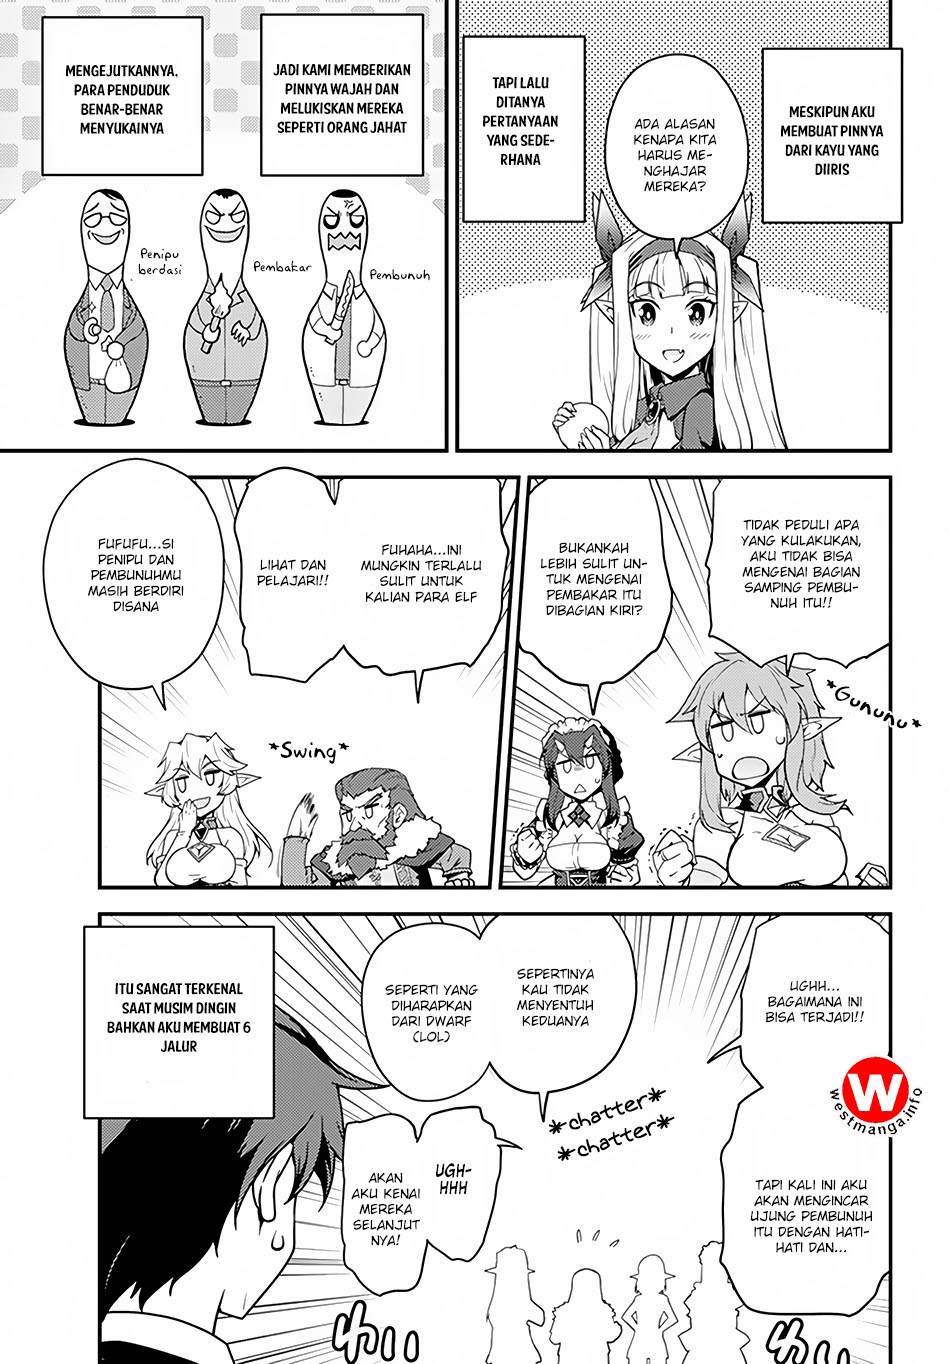 MESKIPUN AKU
MEMBUAT PINNYA
DARI KAYU YANG
DIIRIS
ADA ALASAN
KENAPA KITA
HARUS ME-
NGHAJAR
MEREKA?
TAPI LALU
DITANYA
PERTANYAAN
YANG SEDE-
RHANA
JADI KAMI MEMBERIKAN
PINNYA WAJAH DAN
MELUKISKAN MEREKA
SEPERTI ORANG JAHAT
MENGEJUTKANNYA,
PARA PENDUDUK
BENAR-BENAR
MENYUKAINYA
Pembunuh
Pembakar
Penipu
berdasi
TIDAK PEDULI APA
YANG KULAKUKAN,
AKU TIDAK BISA
MENGENAI BAGIAN
SAMPING PEMBU-
NUH ITU!!
*Gununu*
BUKANKAH
LEBIH SULIT UN-
TUK MENGENAI
PEMBAKAR ITU
DIBAGIAN KIRI?
FUHAHA...INI
MUNGKIN TERLALU
SULIT UNTUK
KALIAN PARA ELF
LIHAT DAN
PELAJARI!!
*Swing*
FUFUFU...SI
PENIPU DAN
PEMBUNUHMU
MASIH BERDIRI
DISANA
UGHH...
BAGAIMANA INI
BISA TERJADI!!
TAPI KALI INI AKU
AKAN MENGINCAR
UJUNG PEMBUNUH
ITU DENGAN HATI-
HATI DAN...
SEPERTINYA
KAU TIDAK
MENYENTUH
KEDUANYA
SEPERTI YANG
DIHARAPKAN
DARI DWARF
(LOL)
*chatter*
*chatter*
UGH-
HHH
AKAN
AKU KENAI
MEREKA
SELANJUT
NYA!
ITU SANGAT TERKENAL
SAAT MUSIM DINGIN
BAHKAN AKU MEMBUAT 6
JALUR
W
westmanga.info